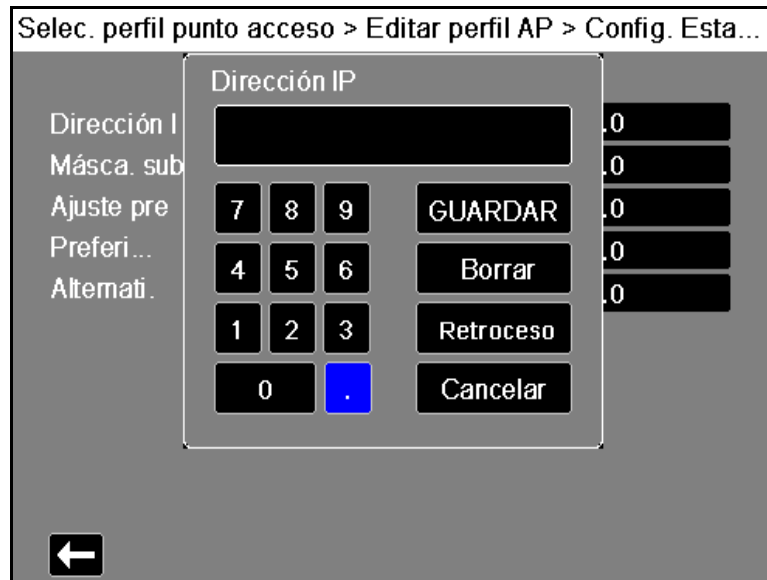 Selec. perfil punto acceso > Editar perfil AP > Config. Esta...
Dirección IP
Dirección I
.0
Másca. sub
.0
Ajuste pre
.0
Preferi...
.0
Alternati.
.0
7 8 9 GUARDAR
4 5 6 Borrar
1 2 3 Retroceso
0 . Cancelar